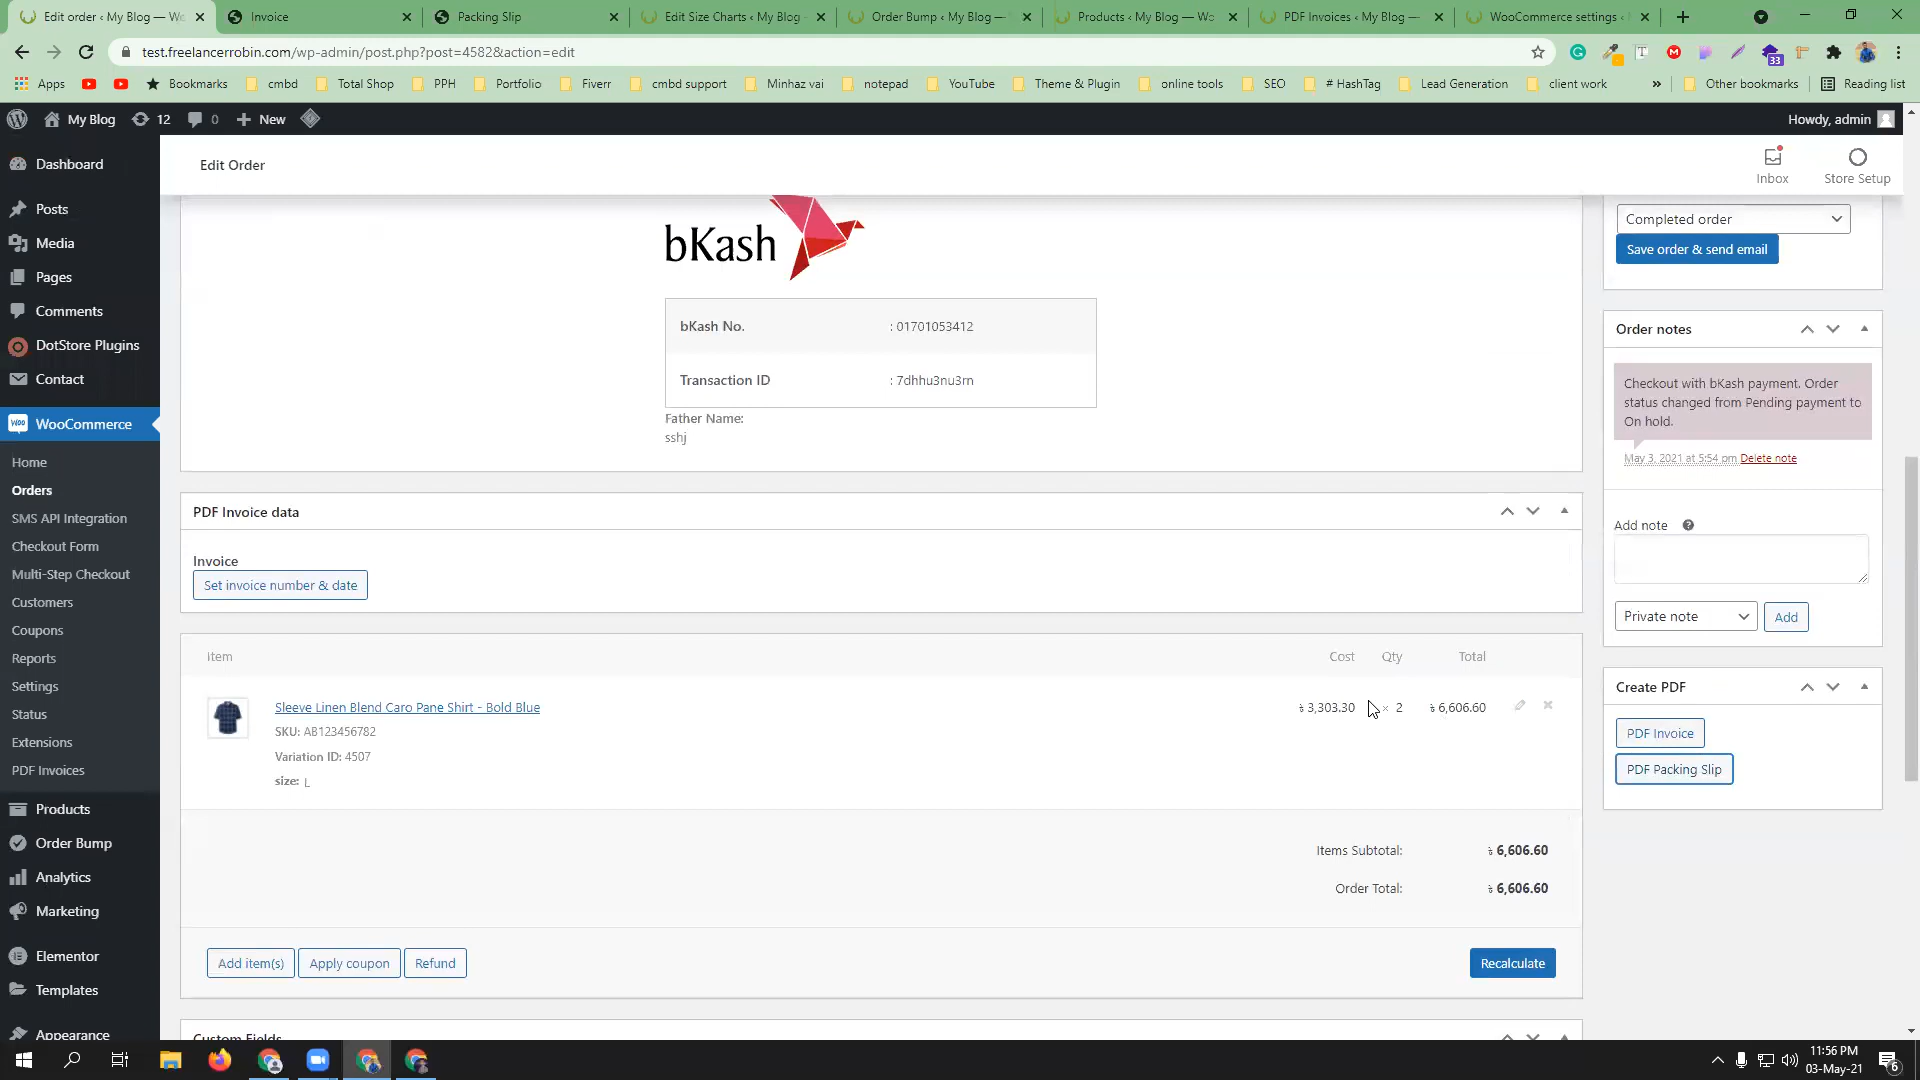 Edit order ‹ My Blog — Wo
Invoice
Packing Slip
Edit Size Charts ‹ My Blog
Order Bump ‹ My Blog —
Products ‹ My Blog — Wo
PDF Invoices ‹ My Blog —
WooCommerce settings ‹
test.freelancerrobin.com/wp-admin/post.php?post=4582&action=edit
33
Apps
Bookmarks
cmbd
Total Shop
PPH
Portfolio
Fiverr
cmbd support
Minhaz vai
notepad
YouTube
Theme & Plugin
online tools
SEO
# HashTag
Lead Generation
client work
»
Other bookmarks
Reading list
My Blog
12
0
New
Howdy, admin
Edit Order
Inbox
Store Setup
Dashboard
Posts
Media
Pages
Comments
DotStore Plugins
Contact
WooCommerce
Home
Orders
SMS API Integration
Checkout Form
Multi-Step Checkout
Customers
Coupons
Reports
Settings
Status
Extensions
PDF Invoices
Products
Order Bump
Analytics
Marketing
Elementor
Templates
Appearance
bKash
bKash No. : 01701053412
Transaction ID : 7dhhu3nu3rn
Father Name:
sshj
PDF Invoice data
Invoice
Set invoice number & date
Item Cost Qty Total
Sleeve Linen Blend Caro Pane Shirt - Bold Blue ৳ 3,303.30 × 2 ৳ 6,606.60
SKU: AB123456782
Variation ID: 4507
size: L
Items Subtotal: ৳ 6,606.60
Order Total: ৳ 6,606.60
Add item(s)
Apply coupon
Refund
Recalculate
Custom Fields
Completed order
Save order & send email
Order notes
Checkout with bKash payment. Order
status changed from Pending payment to
On hold.
May 3, 2021 at 5:54 pm Delete note
Add note
Private note
Add
Create PDF
PDF Invoice
PDF Packing Slip
11:56 PM
03-May-21
6